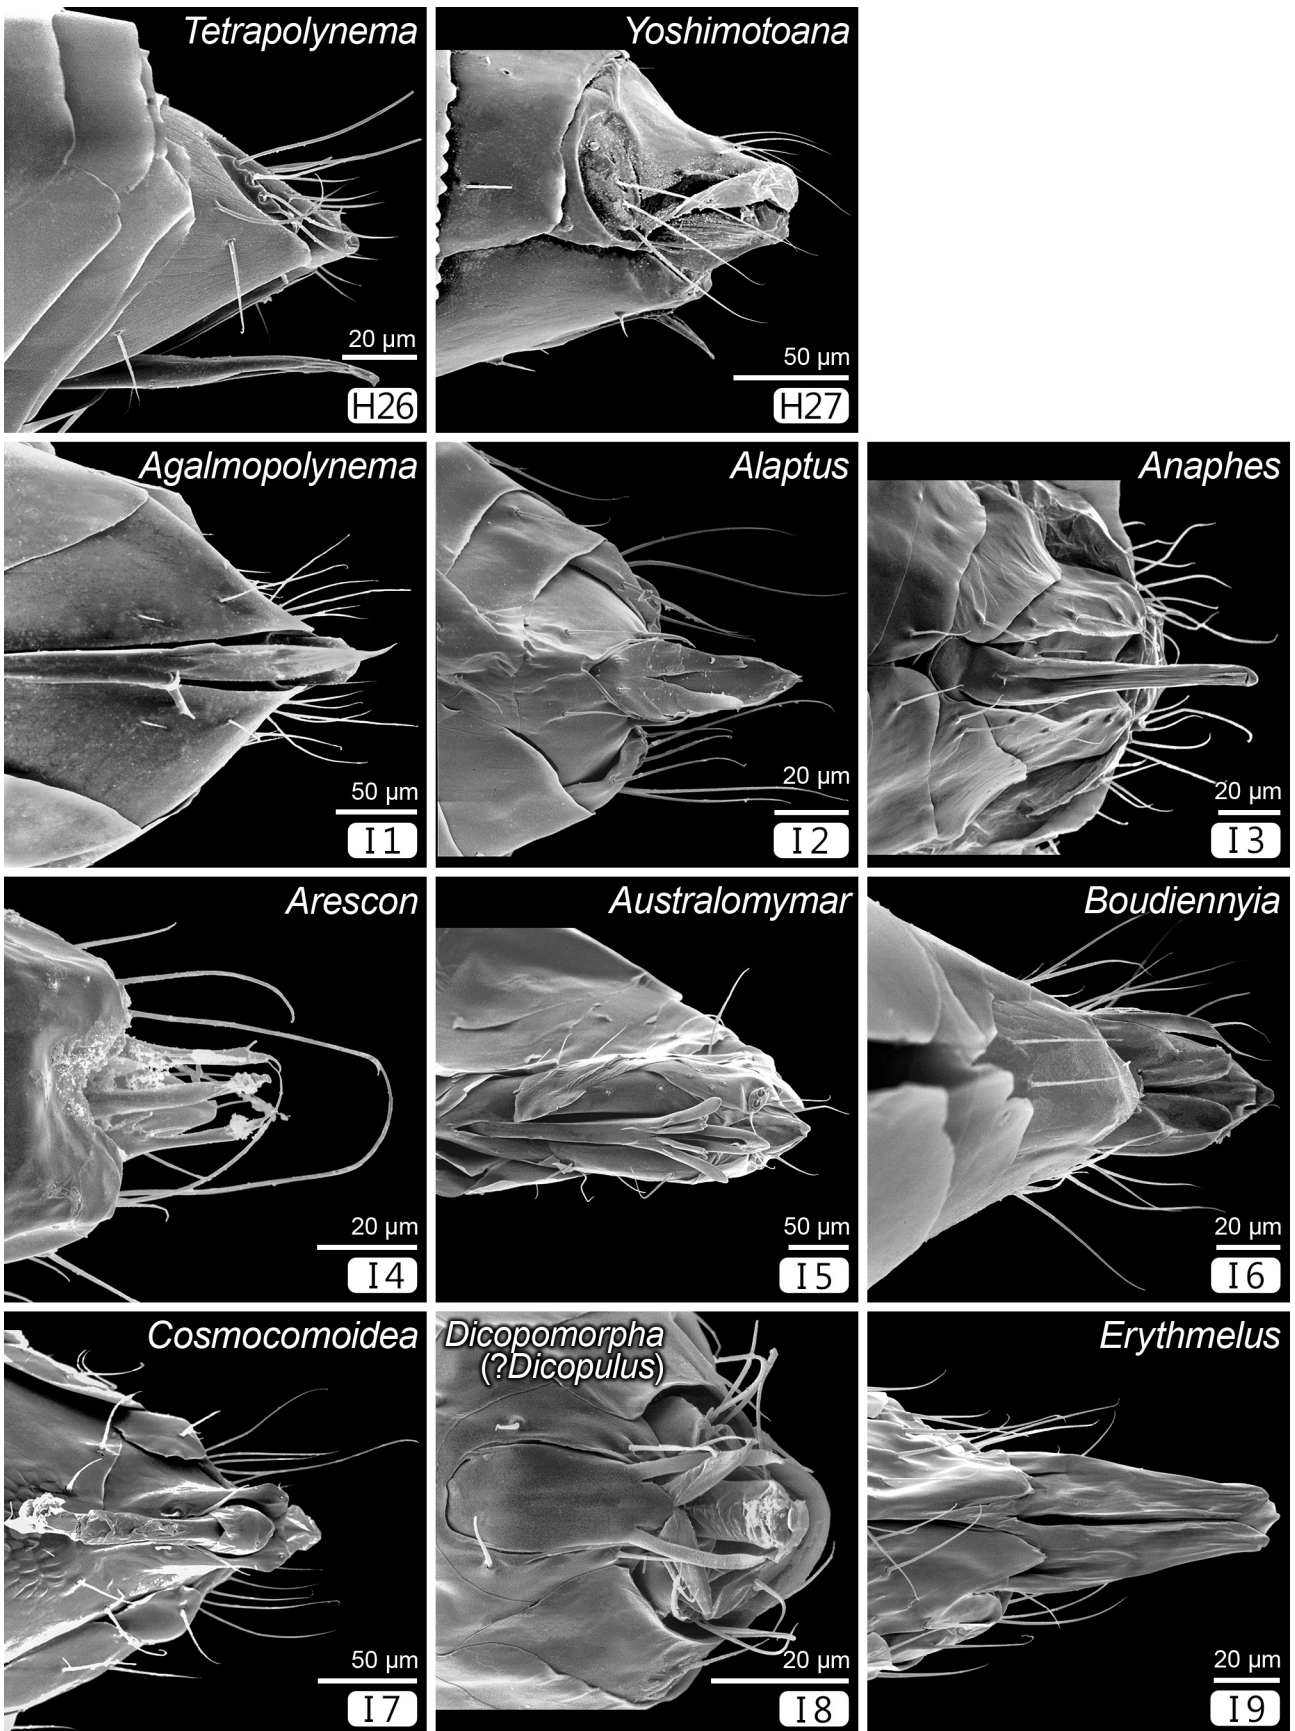 Tetrapolynema
20 µm
H26
Yoshimotoana
50 µm
H27
Agalmopolynema
50 µm
I1
Alaptus
20 µm
I2
Anaphes
20 µm
I3
Arescon
20 µm
I4
Australomymar
50 µm
I5
Boudiennyia
20 µm
I6
Cosmocomoidea
50 µm
I7
Dicopomorpha
(?Dicopulus)
20 µm
I8
Erythmelus
20 µm
I9